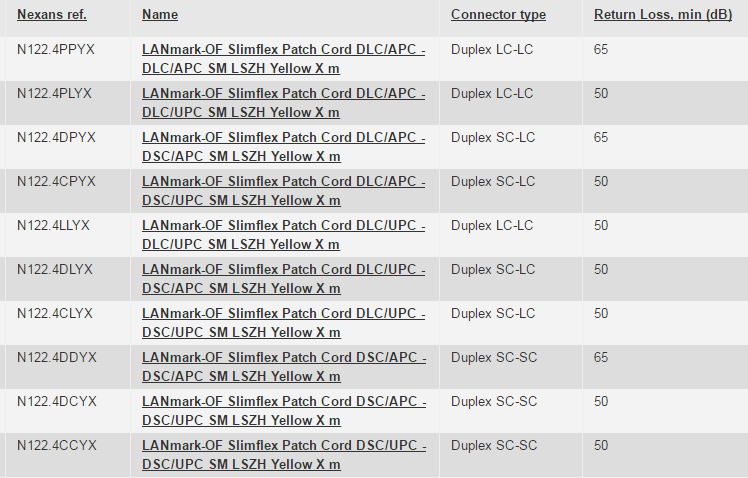 Nexans ref. Name Connector type Return Loss, min (dB)
N122.4PPYX LANmark-OF Slimflex Patch Cord DLC/APC - Duplex LC-LC 65
DLC/APC SM LSZH Yellow X m
N122.4PLYX LANmark-OF Slimflex Patch Cord DLC/APC - Duplex LC-LC 50
DLC/UPC SM LSZH Yellow X m
N122.4DPYX LANmark-OF Slimflex Patch Cord DLC/APC - Duplex SC-LC 65
DSC/APC SM LSZH Yellow X m
N122.4CPYX LANmark-OF Slimflex Patch Cord DLC/APC - Duplex SC-LC 50
DSC/UPC SM LSZH Yellow X m
N122.4LLYX LANmark-OF Slimflex Patch Cord DLC/UPC - Duplex LC-LC 50
DLC/UPC SM LSZH Yellow X m
N122.4DLYX LANmark-OF Slimflex Patch Cord DLC/UPC - Duplex SC-LC 50
DSC/APC SM LSZH Yellow X m
N122.4CLYX LANmark-OF Slimflex Patch Cord DLC/UPC - Duplex SC-LC 50
DSC/UPC SM LSZH Yellow X m
N122.4DDYX LANmark-OF Slimflex Patch Cord DSC/APC - Duplex SC-SC 65
DSC/APC SM LSZH Yellow X m
N122.4DCYX LANmark-OF Slimflex Patch Cord DSC/APC - Duplex SC-SC 50
DSC/UPC SM LSZH Yellow X m
N122.4CCYX LANmark-OF Slimflex Patch Cord DSC/UPC - Duplex SC-SC 50
DSC/UPC SM LSZH Yellow X m